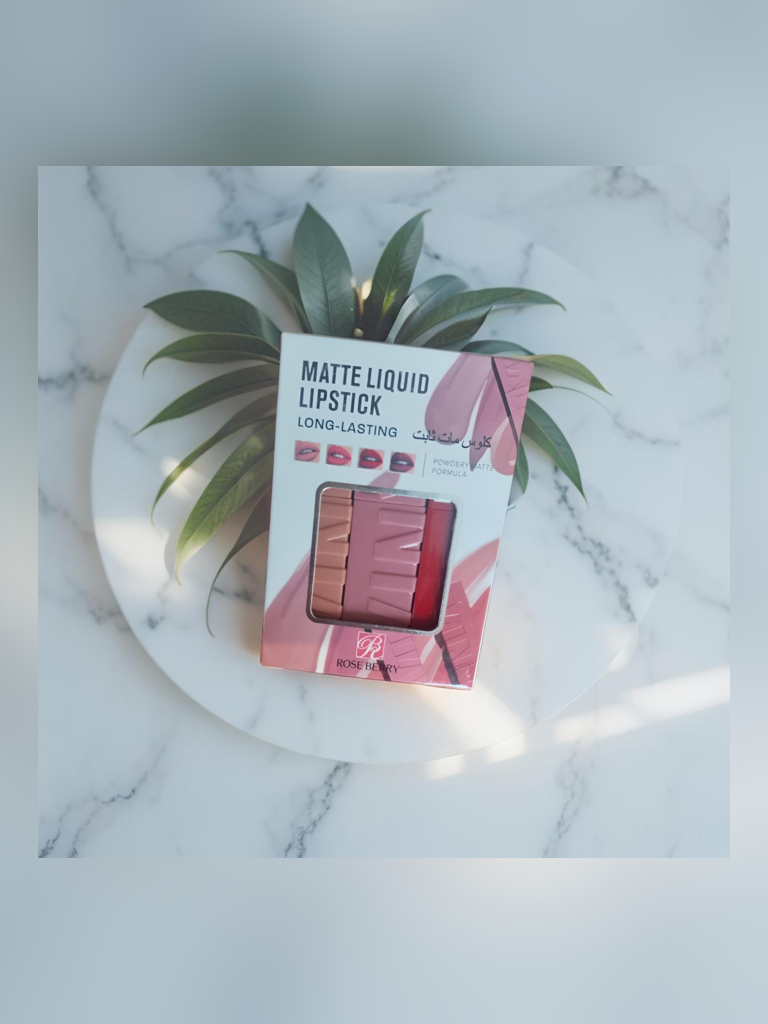 MATTE LIQUID
LIPSTICK
LONG-LASTING
كلوس مات ثابت
POWDERY MATTE
FORMULA
R
ROSE BERRY